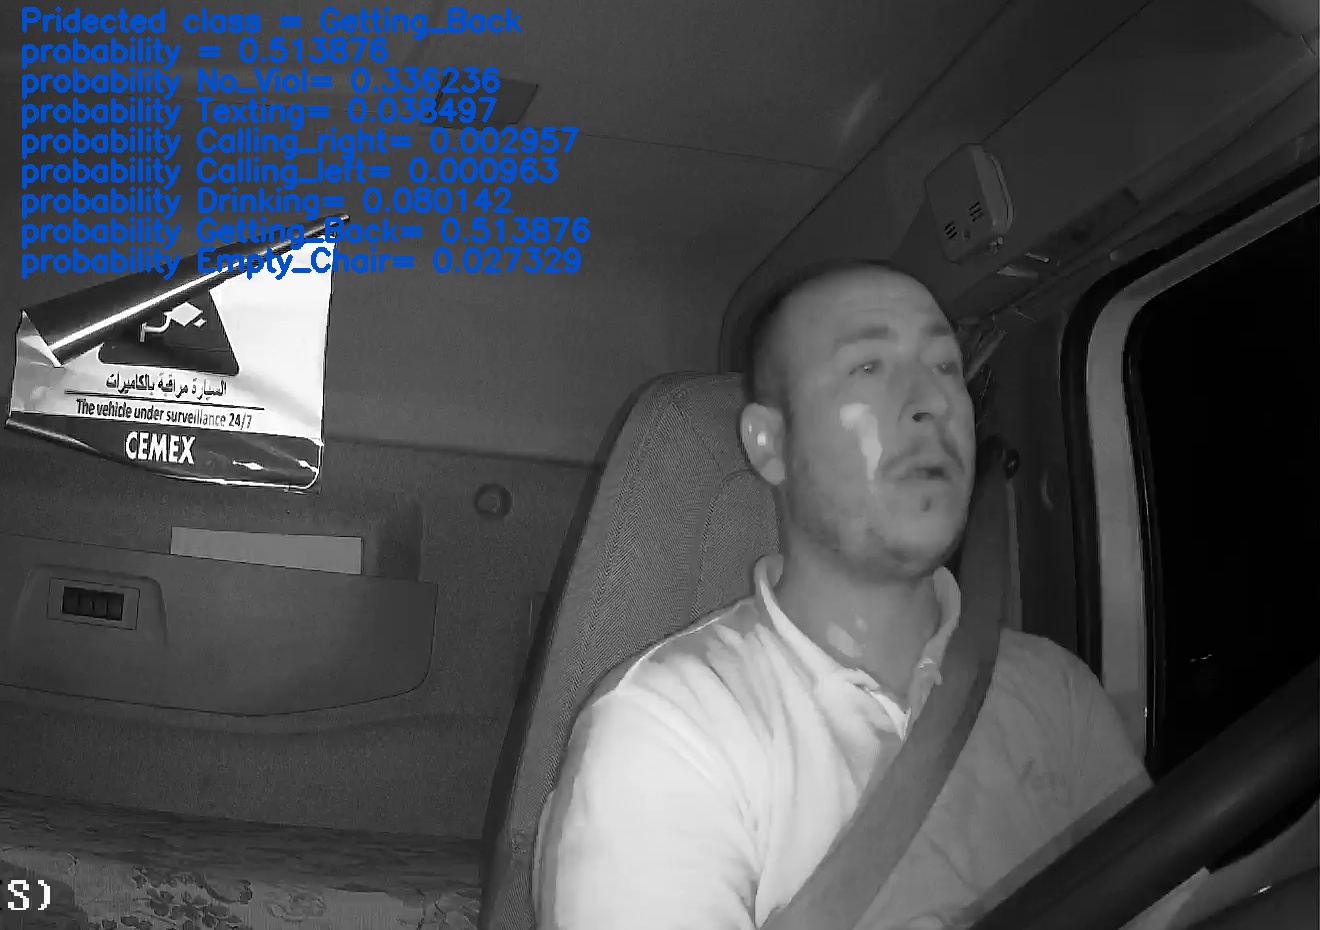 Pridected class = Getting_Back
probability = 0.513876
probability No_Viol= 0.336236
probability Texting= 0.038497
probability Calling_right= 0.002957
probability Calling_left= 0.000963
probability Drinking= 0.080142
probability Getting_Back= 0.513876
probability Empty_Chair= 0.027329
السيارة مراقبة بالكاميرات
The vehicle under surveillance 24/7
CEMEX
S)